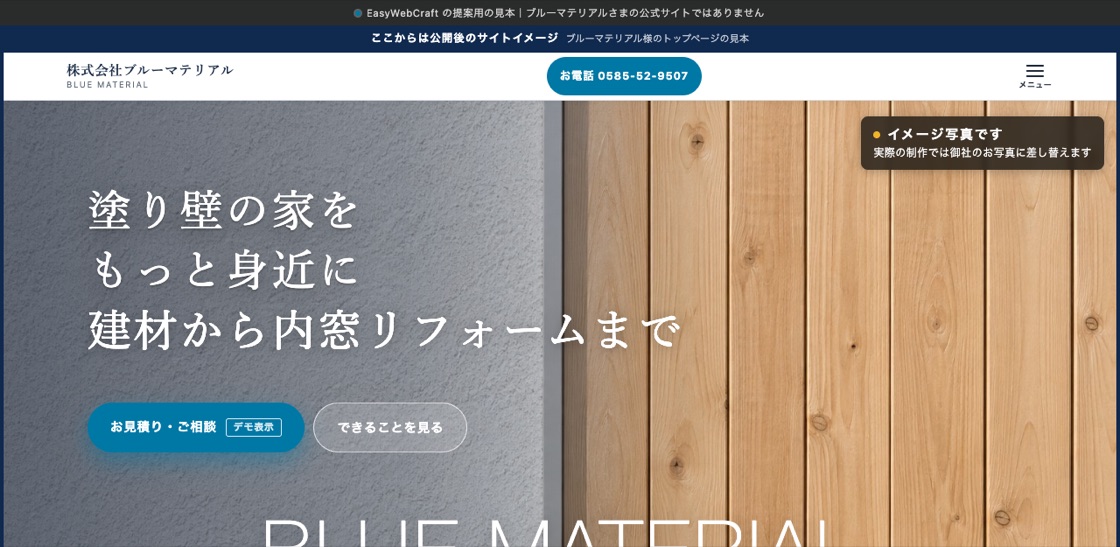 EasyWebCraft の提案用の見本｜ブルーマテリアルさまの公式サイトではありません
ここからは公開後のサイトイメージ ブルーマテリアル様のトップページの見本
株式会社ブルーマテリアル
BLUE MATERIAL
お電話 0585-52-9507
メニュー
イメージ写真です
実際の制作では御社のお写真に差し替えます
塗り壁の家を
もっと身近に
建材から内窓リフォームまで
お見積り・ご相談 デモ表示
できることを見る
BLUE MATERIAL